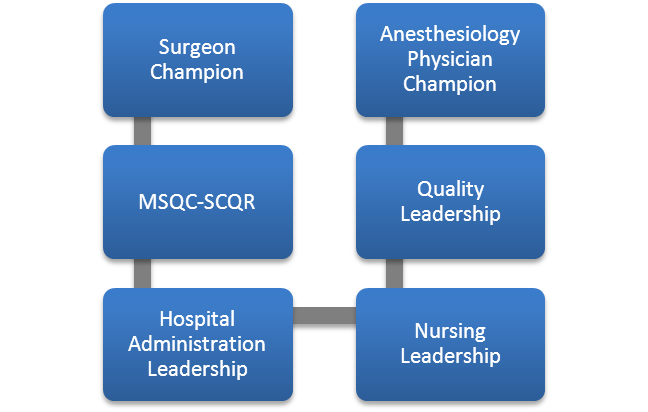 Surgeon
Champion
MSQC-SCQR
Hospital
Administration
Leadership
Nursing
Leadership
Quality
Leadership
Anesthesiology
Physician
Champion